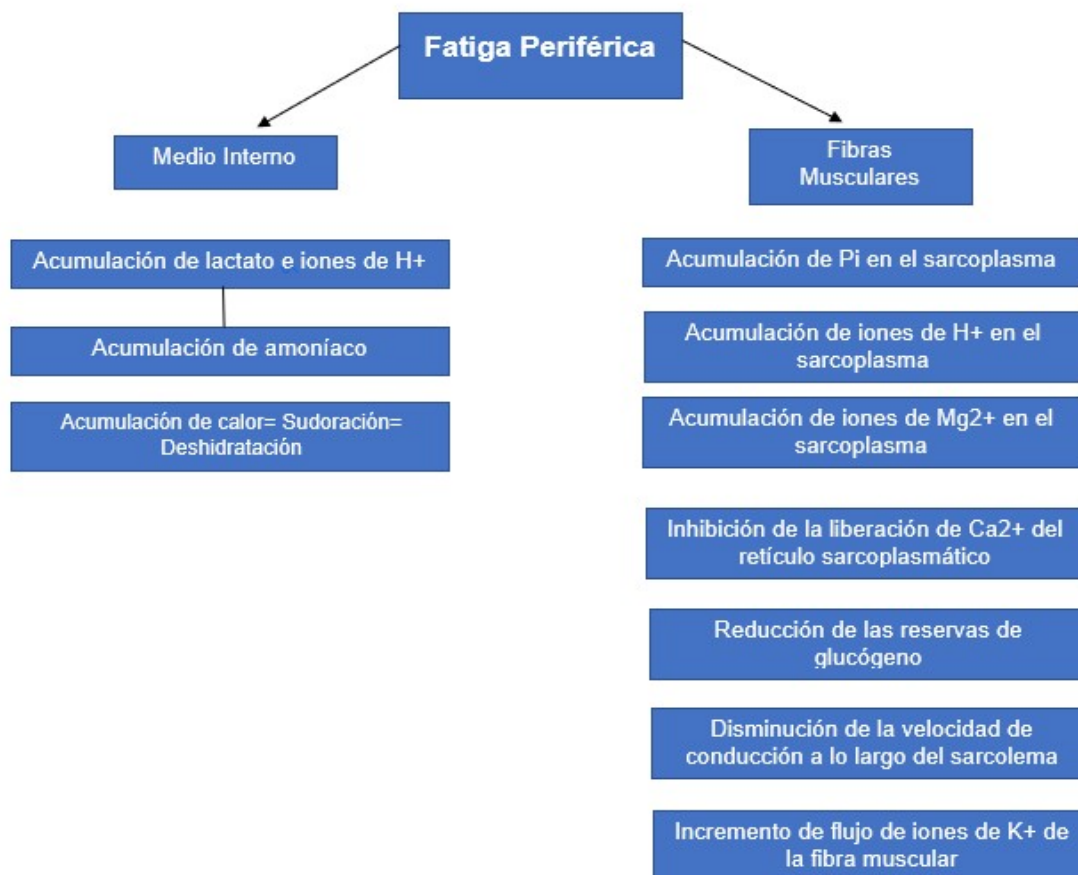 Fatiga Periférica
Medio Interno
Fibras
Musculares
Acumulación de lactato e iones de H+
Acumulación de amoníaco
Acumulación de calor= Sudoración=
Deshidratación
Acumulación de Pi en el sarcoplasma
Acumulación de iones de H+ en el
sarcoplasma
Acumulación de iones de Mg2+ en el
sarcoplasma
Inhibición de la liberación de Ca2+ del
retículo sarcoplasmático
Reducción de las reservas de
glucógeno
Disminución de la velocidad de
conducción a lo largo del sarcolema
Incremento de flujo de iones de K+ de
la fibra muscular